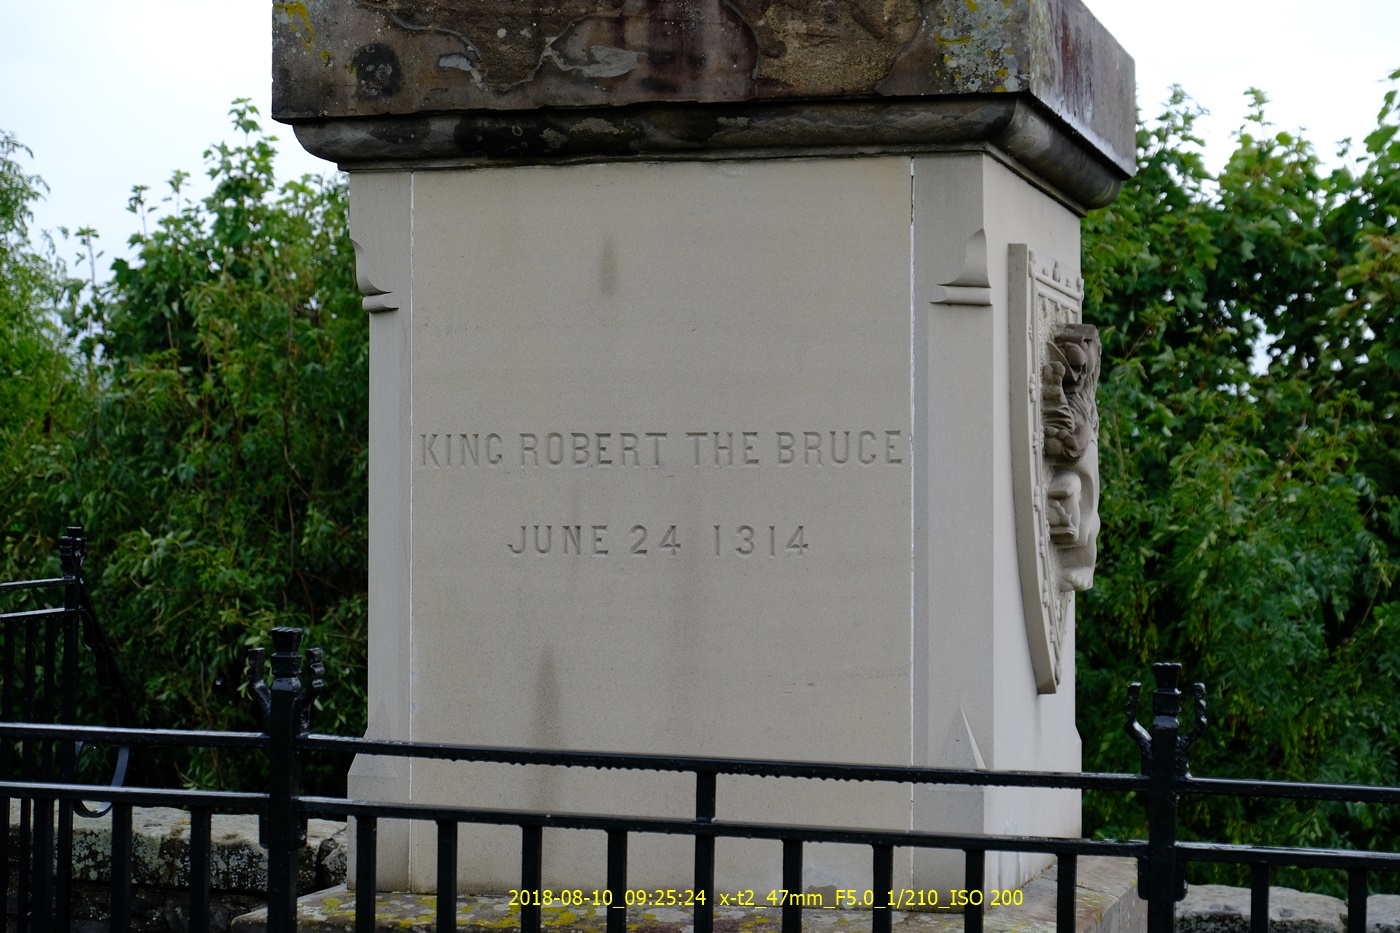 KING ROBERT THE BRUCE
JUNE 24 1314
2018-08-10_09:25:24 x-t2_47mm_F5.0_1/210_ISO 200